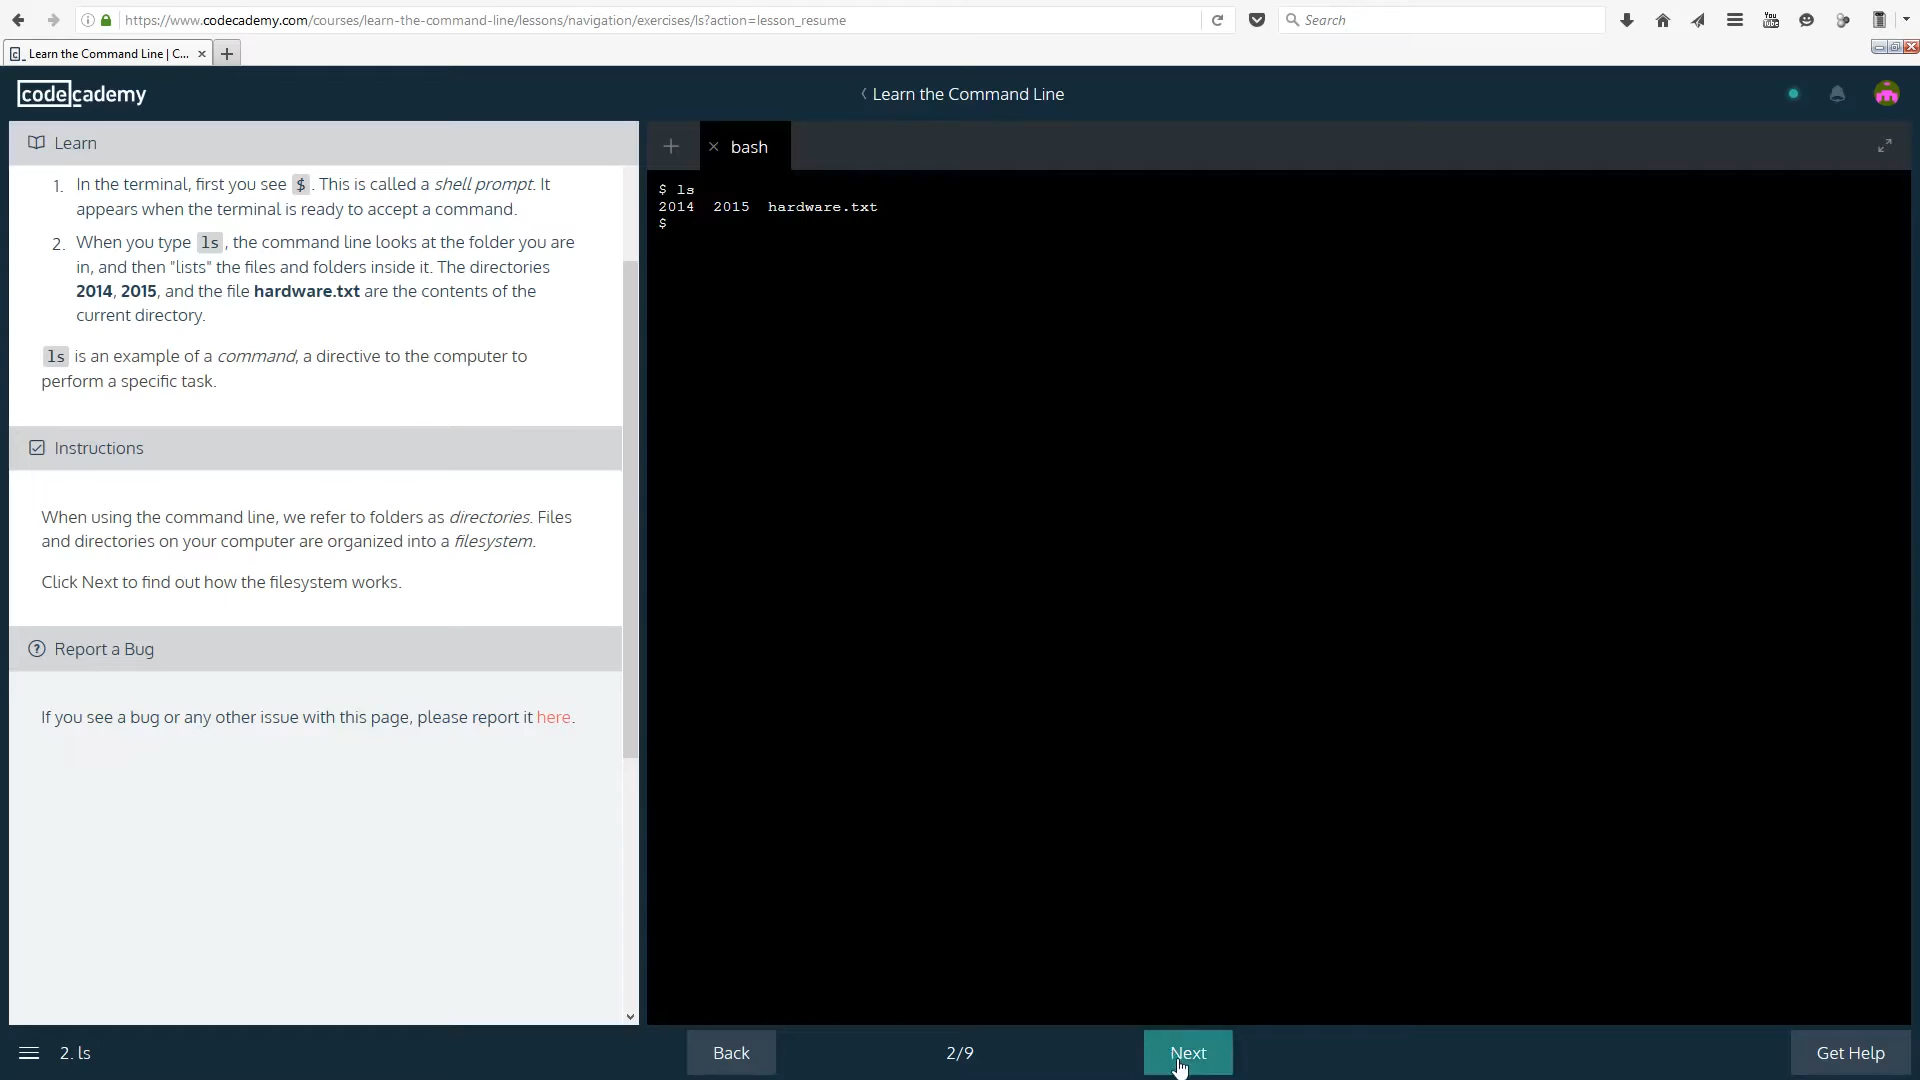 https://www.codecademy.com/courses/learn-the-command-line/lessons/navigation/exercises/ls?action=lesson_resume
Search
You Tube
Learn the Command Line | C...
codecademy
Learn the Command Line
Learn
bash
1. In the terminal, first you see $ . This is called a shell prompt. It
appears when the terminal is ready to accept a command.
2. When you type ls , the command line looks at the folder you are
in, and then "lists" the files and folders inside it. The directories
2014, 2015, and the file hardware.txt are the contents of the
current directory.
ls is an example of a command, a directive to the computer to
perform a specific task.
$ ls
2014 2015 hardware.txt
$
Instructions
When using the command line, we refer to folders as directories. Files
and directories on your computer are organized into a filesystem.
Click Next to find out how the filesystem works.
Report a Bug
If you see a bug or any other issue with this page, please report it here.
2. ls
Back
2/9
Next
Get Help